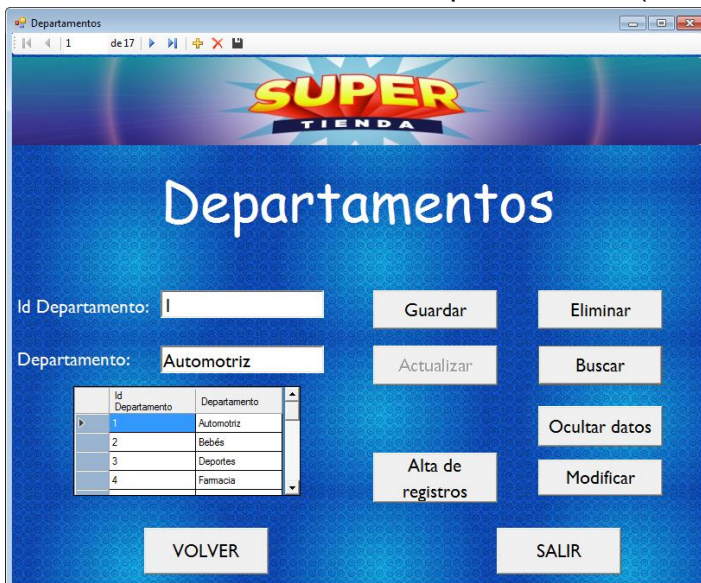 Departamentos
1 de 17
SUPER
TIENDA
Departamentos
Id Departamento: 1 Guardar Eliminar
Departamento: Automotriz Actualizar Buscar
Id Departamento Departamento
1 Automotriz
2 Bebés
3 Deportes
4 Farmacia
Ocultar datos
Alta de registros
Modificar
VOLVER SALIR